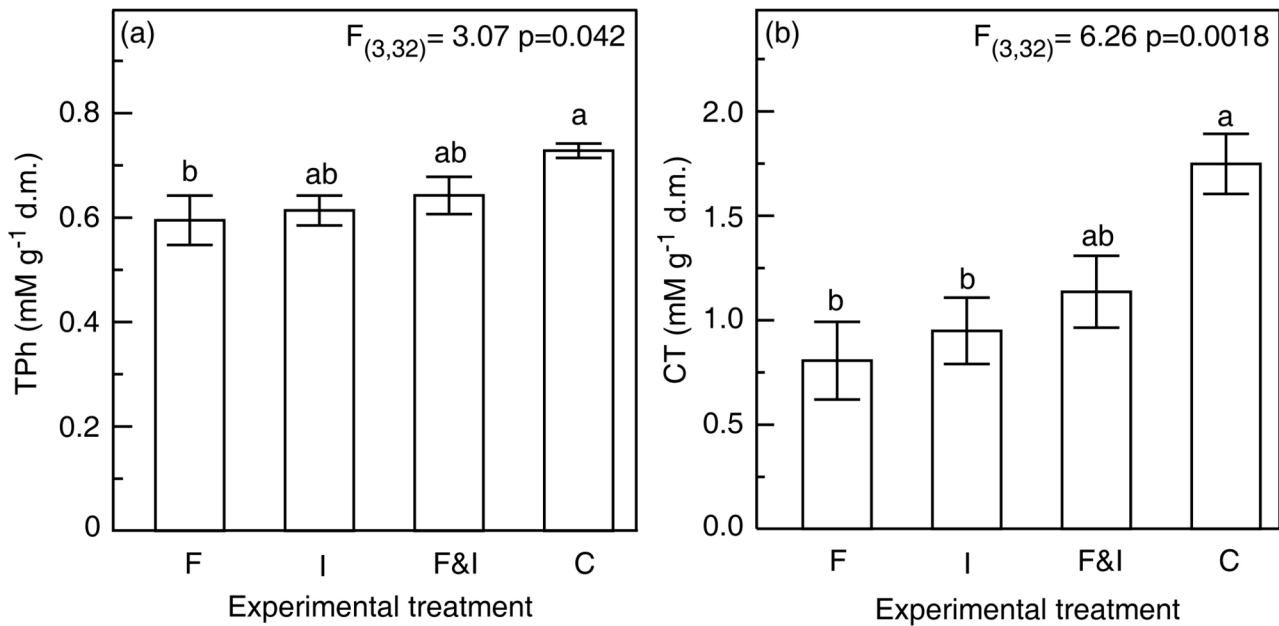 (a)
F(3,32)= 3.07 p=0.042
TPh (mM g-1 d.m.)
0.8
0.6
0.4
0.2
0
b
ab
ab
a
F
I
F&I
C
Experimental treatment
(b)
F(3,32)= 6.26 p=0.0018
CT (mM g-1 d.m.)
2.0
1.5
1.0
0.5
0.0
b
b
ab
a
F
I
F&I
C
Experimental treatment